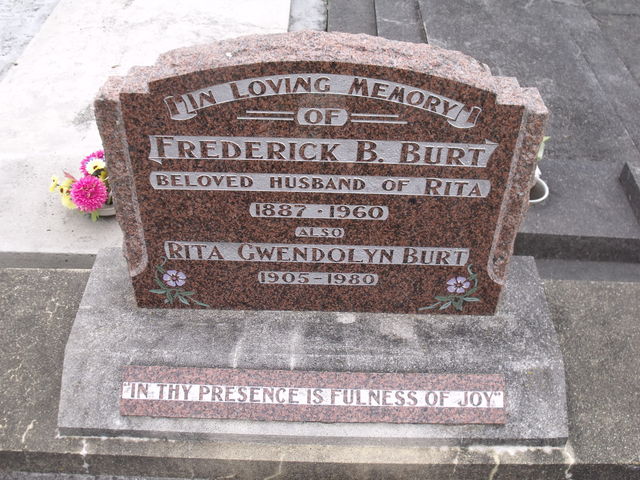 IN LOVING MEMORY
OF
FREDERICK B. BURT
BELOVED HUSBAND OF RITA
1887 · 1960
ALSO
RITA GWENDOLYN BURT
1905 - 1980
"IN THY PRESENCE IS FULNESS OF JOY"